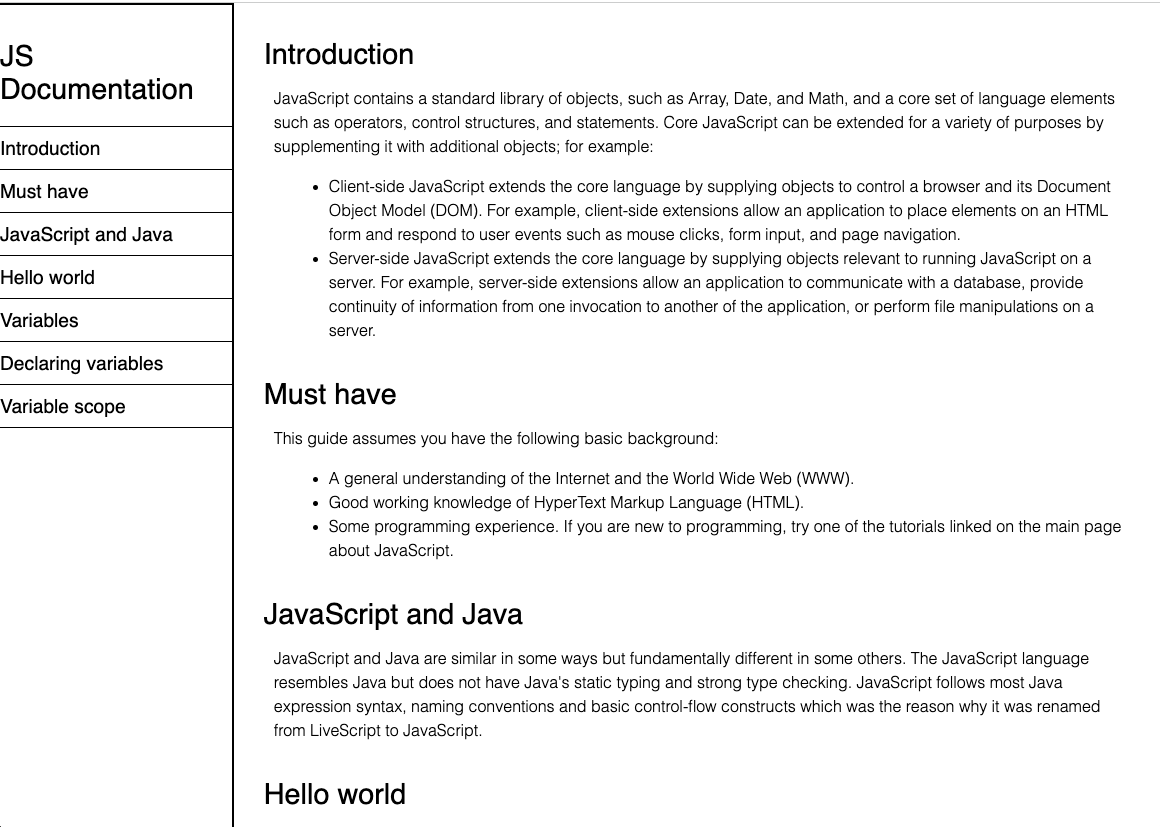 JS
Documentation
Introduction
Must have
JavaScript and Java
Hello world
Variables
Declaring variables
Variable scope
Introduction
JavaScript contains a standard library of objects, such as Array, Date, and Math, and a core set of language elements
such as operators, control structures, and statements. Core JavaScript can be extended for a variety of purposes by
supplementing it with additional objects; for example:
• Client-side JavaScript extends the core language by supplying objects to control a browser and its Document
Object Model (DOM). For example, client-side extensions allow an application to place elements on an HTML
form and respond to user events such as mouse clicks, form input, and page navigation.
• Server-side JavaScript extends the core language by supplying objects relevant to running JavaScript on a
server. For example, server-side extensions allow an application to communicate with a database, provide
continuity of information from one invocation to another of the application, or perform file manipulations on a
server.
Must have
This guide assumes you have the following basic background:
• A general understanding of the Internet and the World Wide Web (WWW).
• Good working knowledge of HyperText Markup Language (HTML).
• Some programming experience. If you are new to programming, try one of the tutorials linked on the main page
about JavaScript.
JavaScript and Java
JavaScript and Java are similar in some ways but fundamentally different in some others. The JavaScript language
resembles Java but does not have Java's static typing and strong type checking. JavaScript follows most Java
expression syntax, naming conventions and basic control-flow constructs which was the reason why it was renamed
from LiveScript to JavaScript.
Hello world